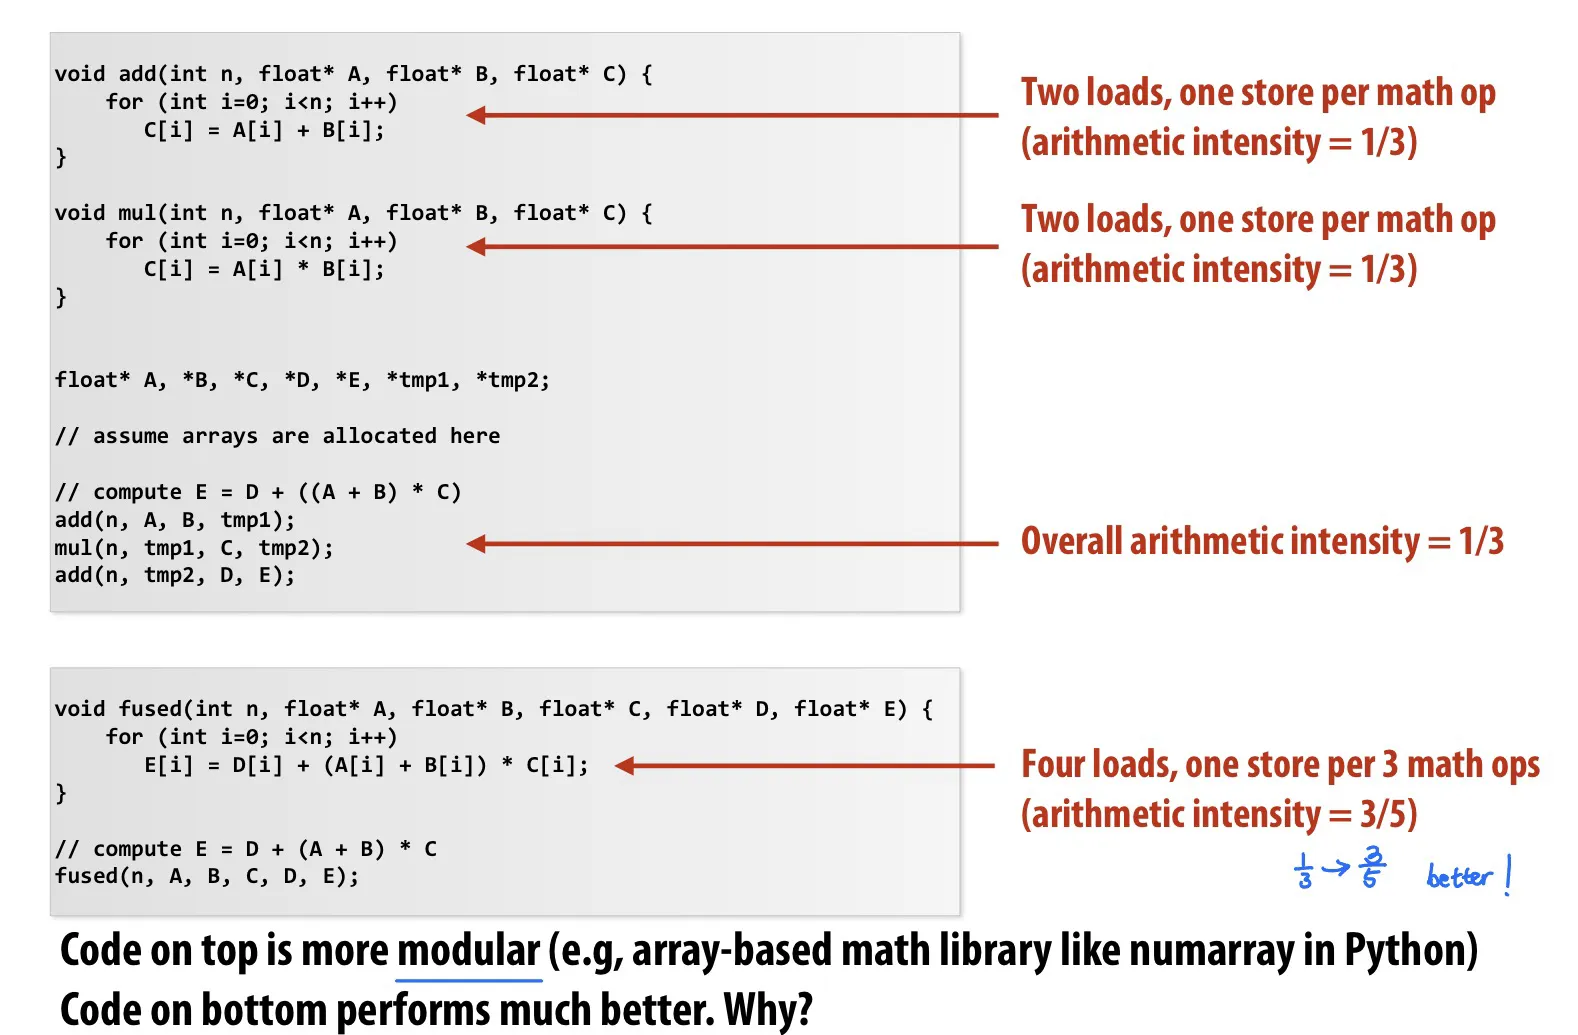 void add(int n, float* A, float* B, float* C) {
    for (int i=0; i<n; i++)
       C[i] = A[i] + B[i];
}
Two loads, one store per math op
(arithmetic intensity = 1/3)
void mul(int n, float* A, float* B, float* C) {
    for (int i=0; i<n; i++)
       C[i] = A[i] * B[i];
}
Two loads, one store per math op
(arithmetic intensity = 1/3)
float* A, *B, *C, *D, *E, *tmp1, *tmp2;
// assume arrays are allocated here
// compute E = D + ((A + B) * C)
add(n, A, B, tmp1);
mul(n, tmp1, C, tmp2);
add(n, tmp2, D, E);
Overall arithmetic intensity = 1/3
void fused(int n, float* A, float* B, float* C, float* D, float* E) {
    for (int i=0; i<n; i++)
       E[i] = D[i] + (A[i] + B[i]) * C[i];
}
// compute E = D + (A + B) * C
fused(n, A, B, C, D, E);
Four loads, one store per 3 math ops
(arithmetic intensity = 3/5)
1/3 → 3/5 better!
Code on top is more modular (e.g, array-based math library like numarray in Python)
Code on bottom performs much better. Why?